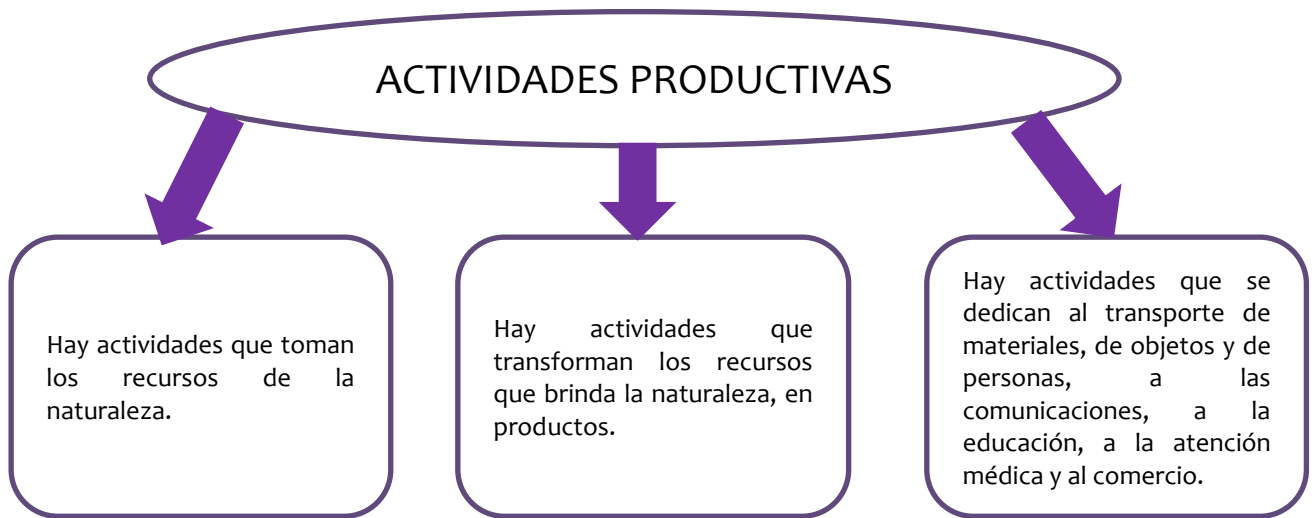 ACTIVIDADES PRODUCTIVAS
Hay actividades que toman
los recursos de la
naturaleza.
Hay actividades que
transforman los recursos
que brinda la naturaleza, en
productos.
Hay actividades que se
dedican al transporte de
materiales, de objetos y de
personas, a las
comunicaciones, a la
educación, a la atención
médica y al comercio.